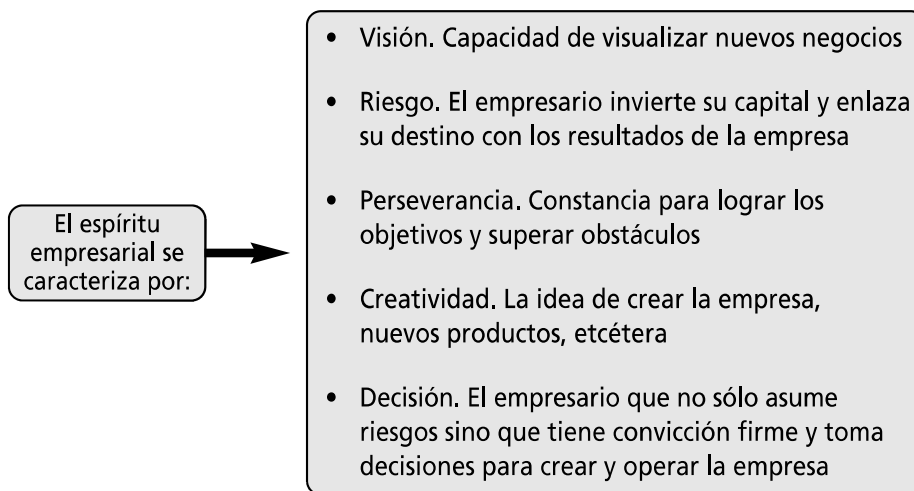 El espíritu
empresarial se
caracteriza por:
• Visión. Capacidad de visualizar nuevos negocios
• Riesgo. El empresario invierte su capital y enlaza
su destino con los resultados de la empresa
• Perseverancia. Constancia para lograr los
objetivos y superar obstáculos
• Creatividad. La idea de crear la empresa,
nuevos productos, etcétera
• Decisión. El empresario que no sólo asume
riesgos sino que tiene convicción firme y toma
decisiones para crear y operar la empresa